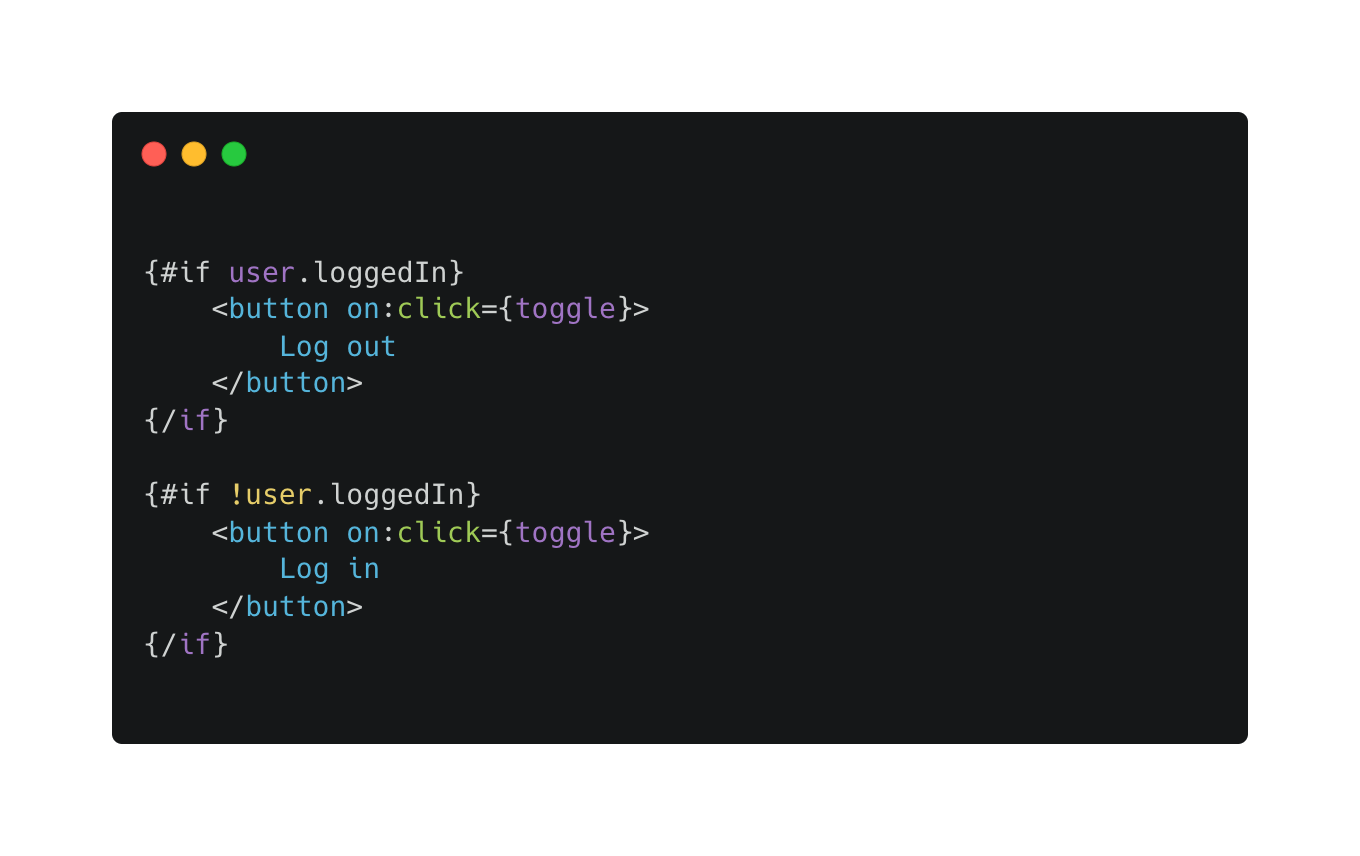 {#if user.loggedIn}
    <button on:click={toggle}>
        Log out
    </button>
{/if}

{#if !user.loggedIn}
    <button on:click={toggle}>
        Log in
    </button>
{/if}